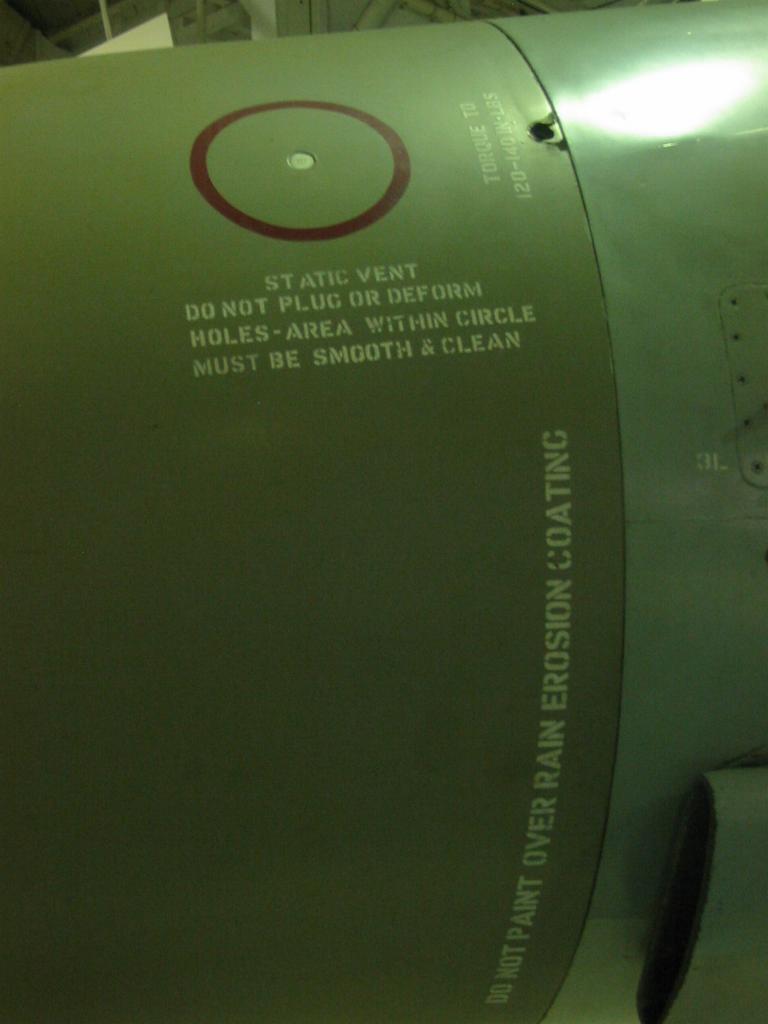 TORQUE TO
120-140 IN-LBS
STATIC VENT
DO NOT PLUG OR DEFORM
HOLES-AREA WITHIN CIRCLE
MUST BE SMOOTH & CLEAN
3L
DO NOT PAINT OVER RAIN EROSION COATING